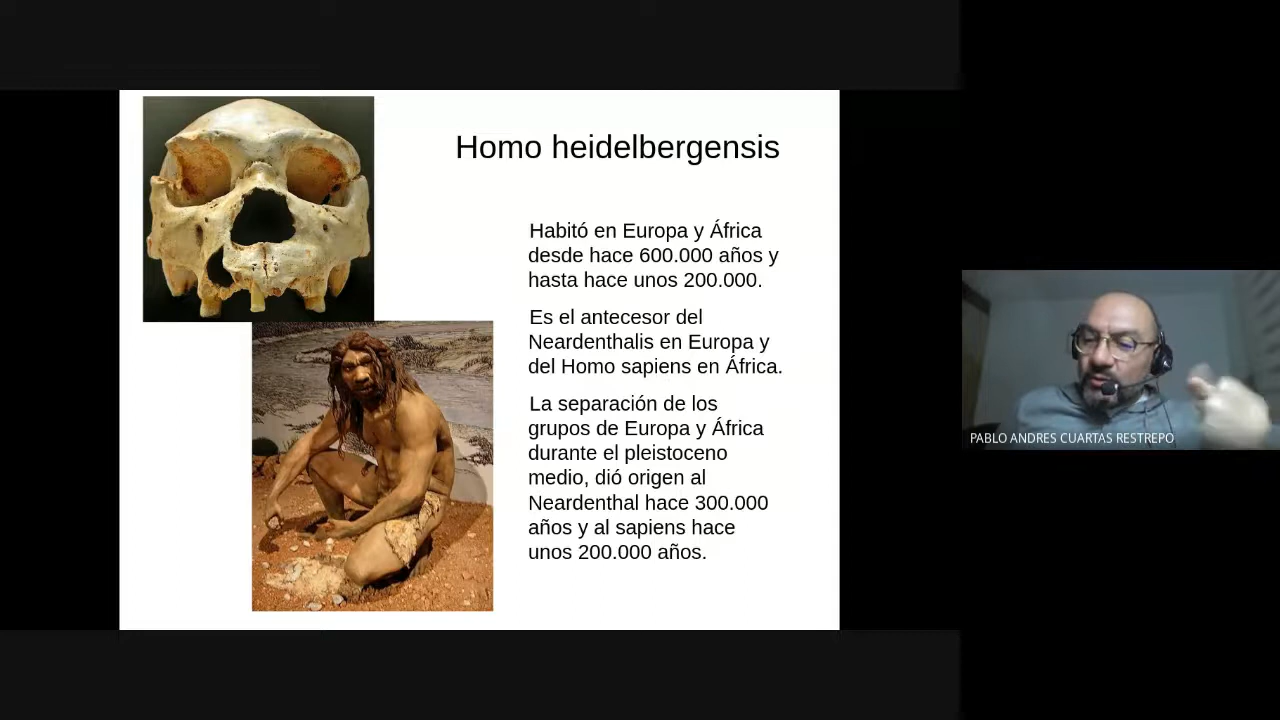 Homo heidelbergensis
Habitó en Europa y África
desde hace 600.000 años y
hasta hace unos 200.000.
Es el antecesor del
Neardenthalis en Europa y
del Homo sapiens en África.
La separación de los
grupos de Europa y África
durante el pleistoceno
medio, dió origen al
Neardenthal hace 300.000
años y al sapiens hace
unos 200.000 años.
PABLO ANDRES CUARTAS RESTREPO